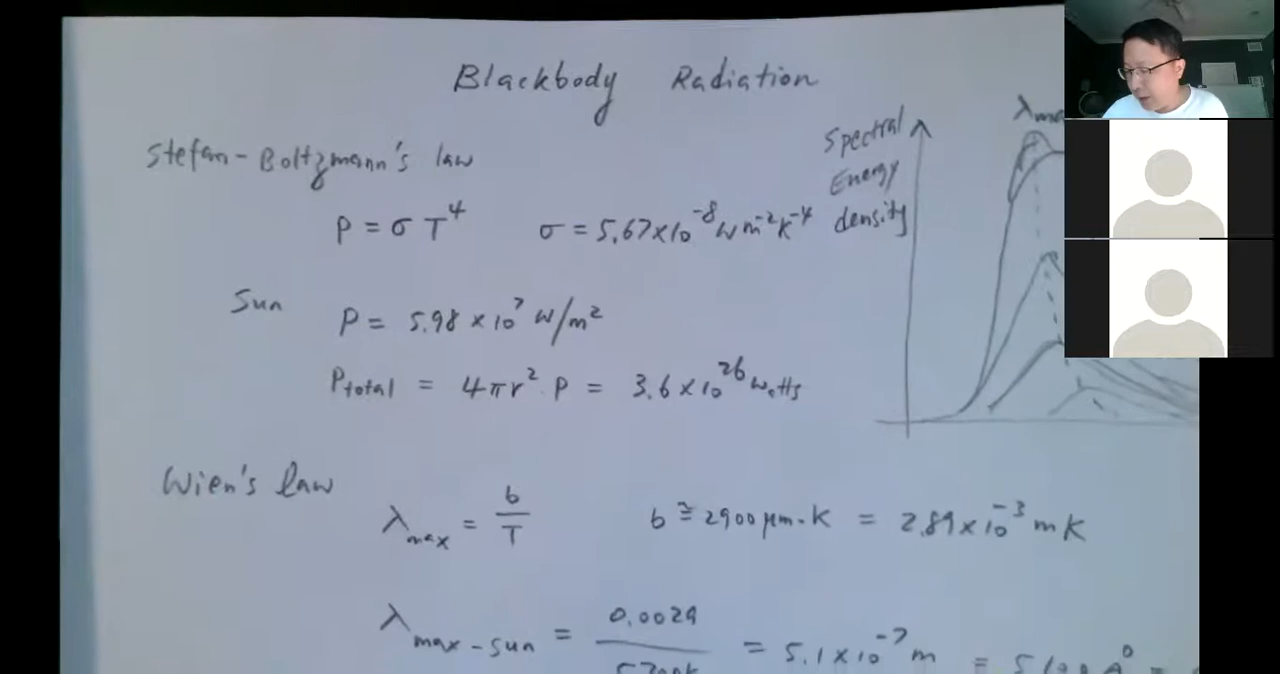 Blackbody Radiation
Stefan-Boltzmann's law
P = σ T⁴ σ = 5.67×10⁻⁸ W m⁻² K⁻⁴
Spectral
Energy
density
Sun P = 5.98 × 10⁷ W/m²
Ptotal = 4πr² · P = 3.6 × 10²⁶ Watts
Wien's law
λmax = b/T b ≅ 2900 μm·K = 2.89×10⁻³ mK
λmax-sun = 0.0029 = 5.1×10⁻⁷ m =